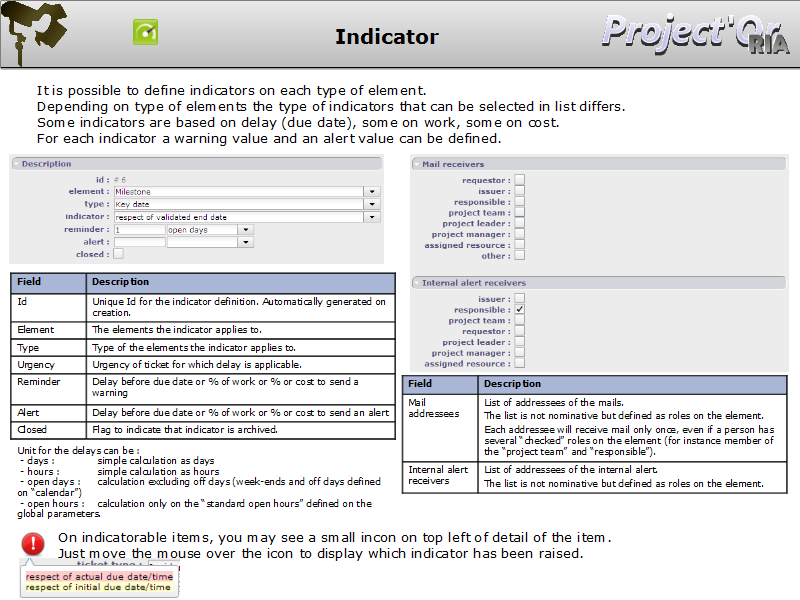 Indicator
Project'Or
RIA
It is possible to define indicators on each type of element.
Depending on type of elements the type of indicators that can be selected in list differs.
Some indicators are based on delay (due date), some on work, some on cost.
For each indicator a warning value and an alert value can be defined.
Description
id : # 6
element : Milestone
type : Key date
indicator : respect of validated end date
reminder : 1 open days
alert :
closed :
Field Description
Id Unique Id for the indicator definition. Automatically generated on
creation.
Element The elements the indicator applies to.
Type Type of the elements the indicator applies to.
Urgency Urgency of ticket for which delay is applicable.
Reminder Delay before due date or % of work or % or cost to send a
warning
Alert Delay before due date or % of work or % or cost to send an alert
Closed Flag to indicate that indicator is archived.
Unit for the delays can be :
- days : simple calculation as days
- hours : simple calculation as hours
- open days : calculation excluding off days (week-ends and off days defined
on “calendar”)
- open hours : calculation only on the “standard open hours” defined on the
global parameters.
Mail receivers
requestor :
issuer :
responsible :
project team :
project leader :
project manager :
assigned resource :
other :
Internal alert receivers
issuer :
responsible :
project team :
requestor :
project leader :
project manager :
assigned resource :
Field Description
Mail List of addressees of the mails.
addressees The list is not nominative but defined as roles on the element.
Each addressee will receive mail only once, even if a person has
several “checked” roles on the element (for instance member of
the “project team” and “responsible”).
Internal alert List of addressees of the internal alert.
receivers The list is not nominative but defined as roles on the element.
On indicatorable items, you may see a small incon on top left of detail of the item.
Just move the mouse over the icon to display which indicator has been raised.
ticket type :
respect of actual due date/time
respect of initial due date/time